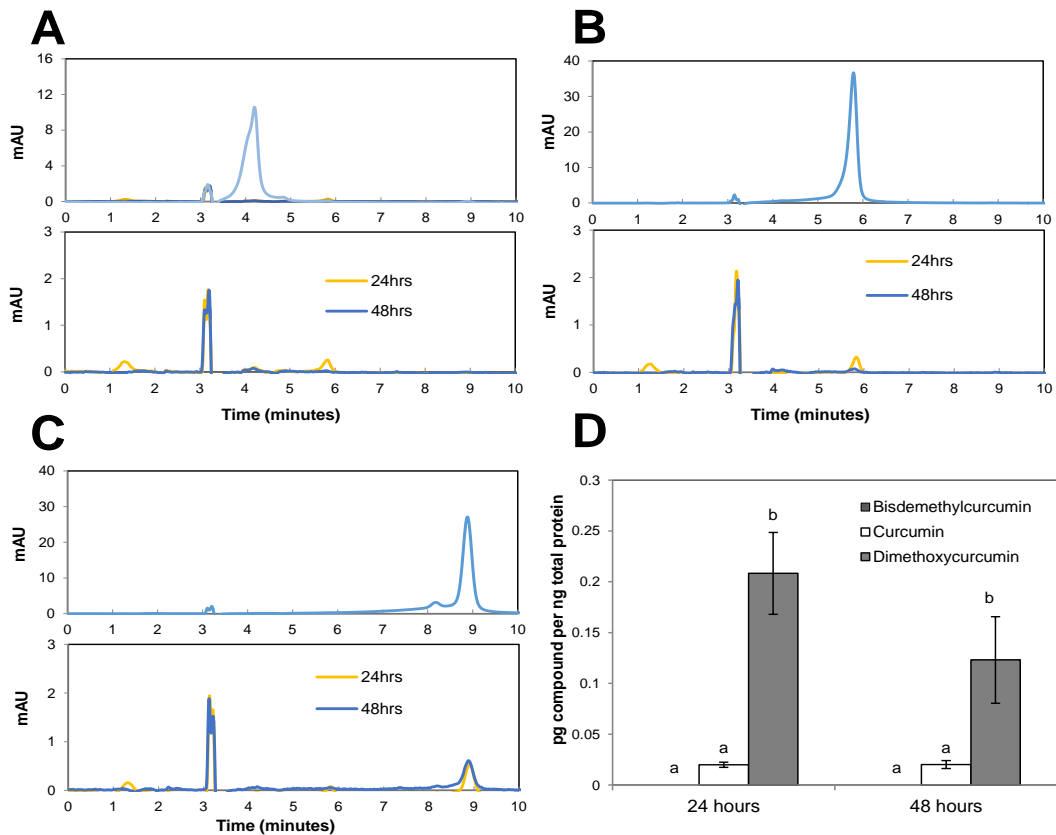 A
16
12
8
4
0
mAU
0 1 2 3 4 5 6 7 8 9 10
3
2
1
0
mAU
24hrs
48hrs
0 1 2 3 4 5 6 7 8 9 10
Time (minutes)
B
40
30
20
10
0
mAU
0 1 2 3 4 5 6 7 8 9 10
3
2
1
0
mAU
24hrs
48hrs
0 1 2 3 4 5 6 7 8 9 10
Time (minutes)
C
40
30
20
10
0
mAU
0 1 2 3 4 5 6 7 8 9 10
3
2
1
0
mAU
24hrs
48hrs
0 1 2 3 4 5 6 7 8 9 10
Time (minutes)
D
0.3
0.25
0.2
0.15
0.1
0.05
0
pg compound per ng total protein
Bisdemethylcurcumin
Curcumin
Dimethoxycurcumin
a a b a a b
24 hours 48 hours